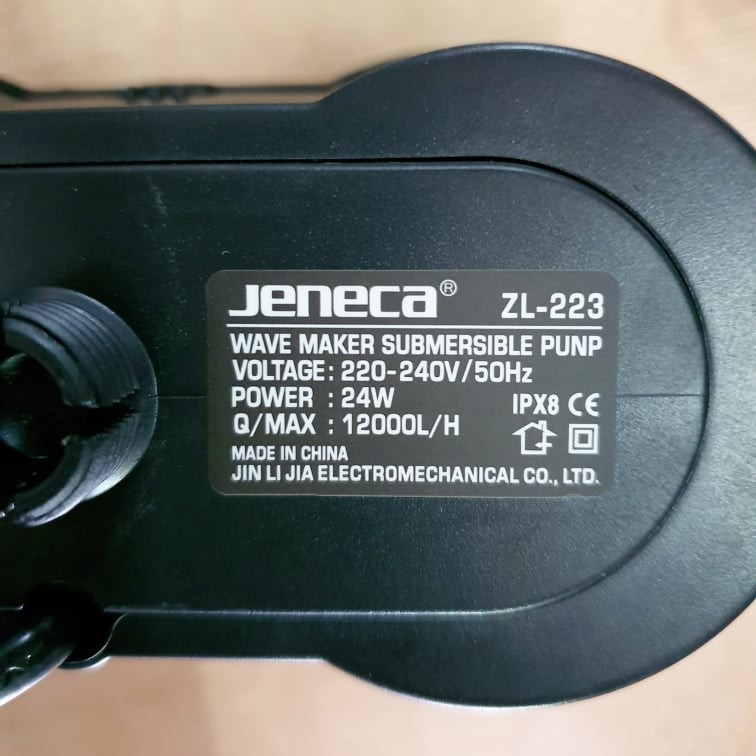 Jeneca® ZL-223
WAVE MAKER SUBMERSIBLE PUNP
VOLTAGE: 220-240V/50Hz
POWER : 24W IPX8 CE
Q/MAX : 12000L/H
MADE IN CHINA
JIN LI JIA ELECTROMECHANICAL CO., LTD.